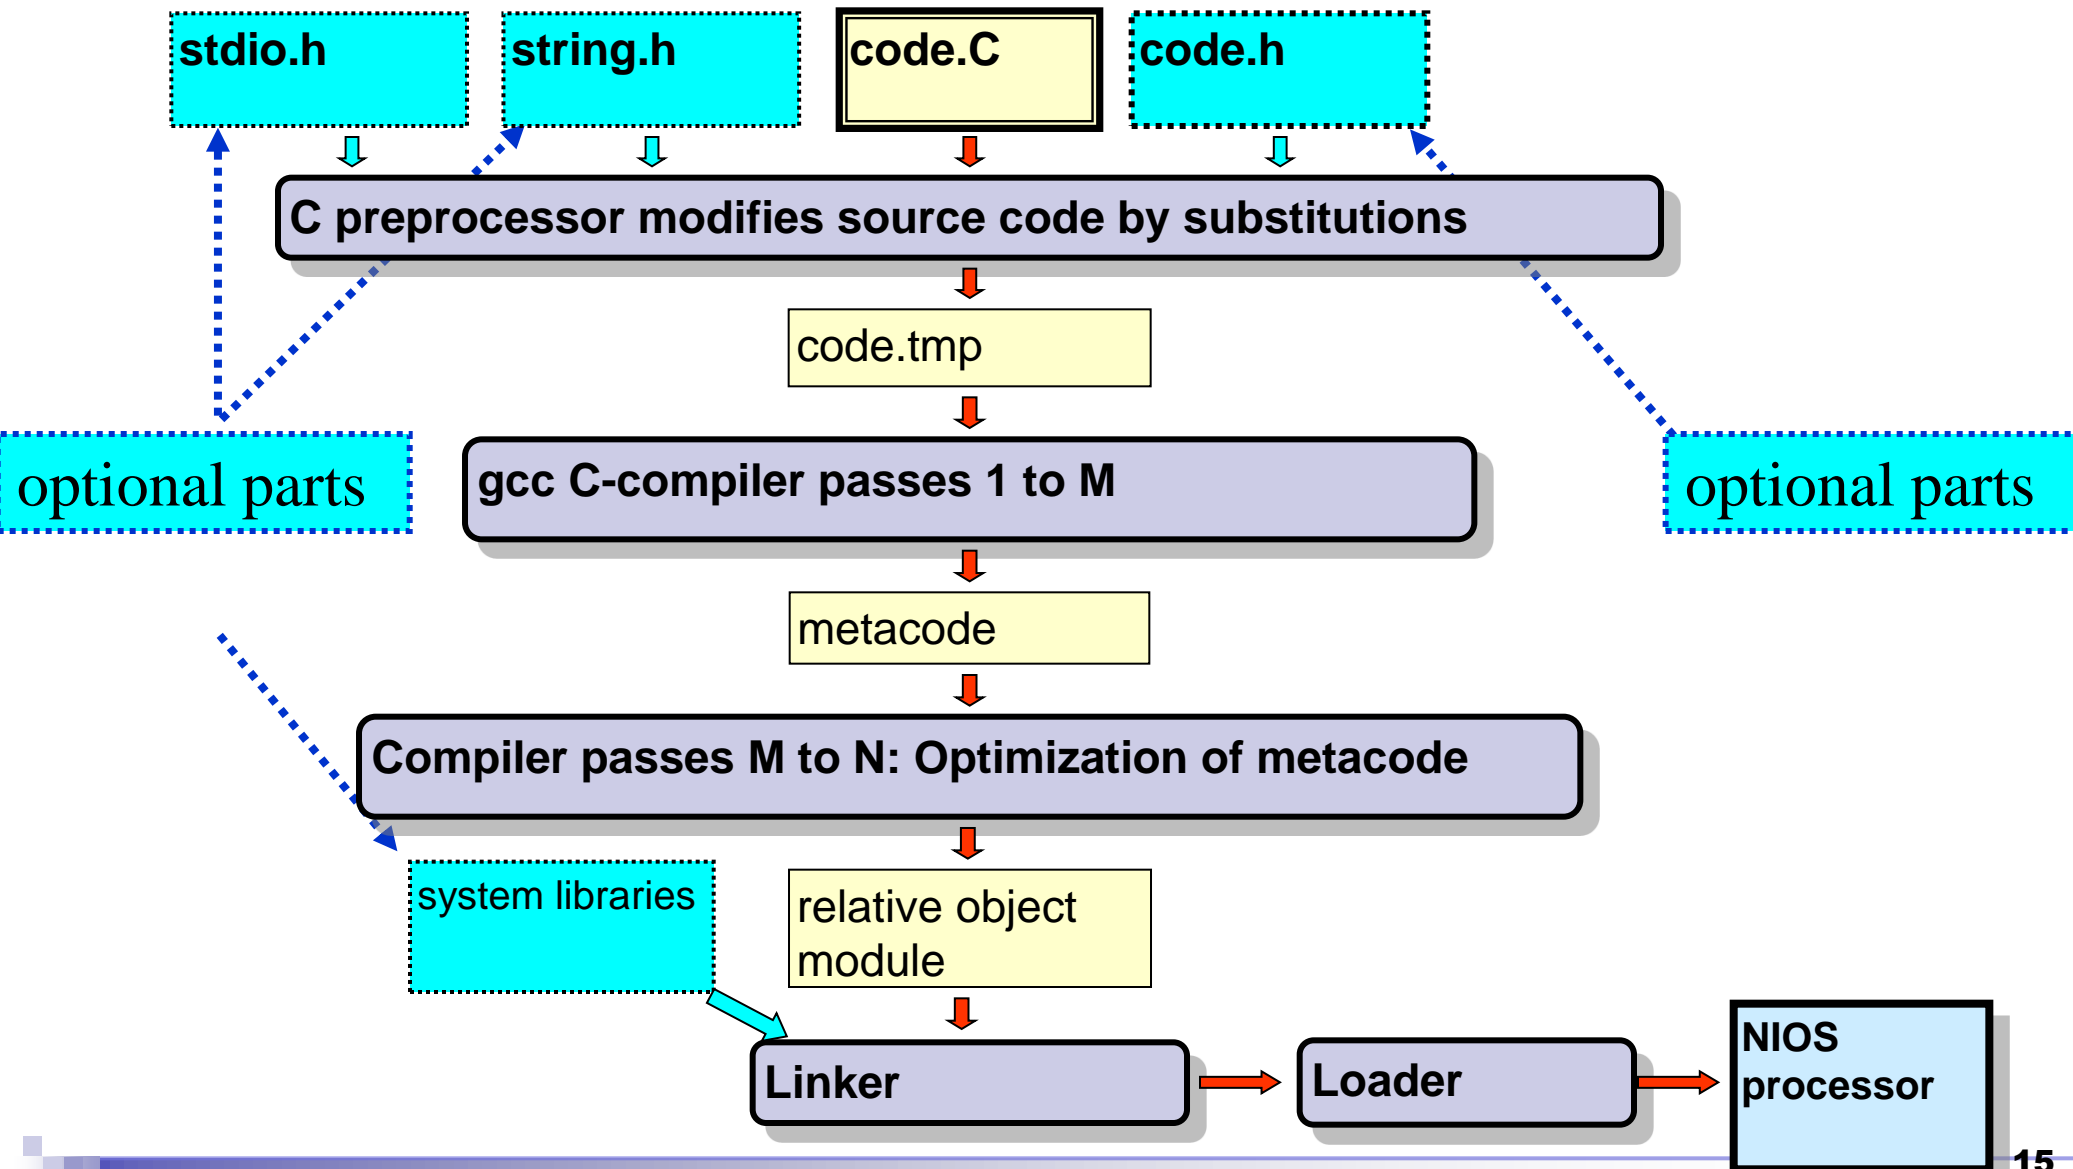 stdio.h
string.h
code.C
code.h
C preprocessor modifies source code by substitutions
code.tmp
optional parts
gcc C-compiler passes 1 to M
optional parts
metacode
Compiler passes M to N: Optimization of metacode
system libraries
relative object
module
Linker
Loader
NIOS
processor
15